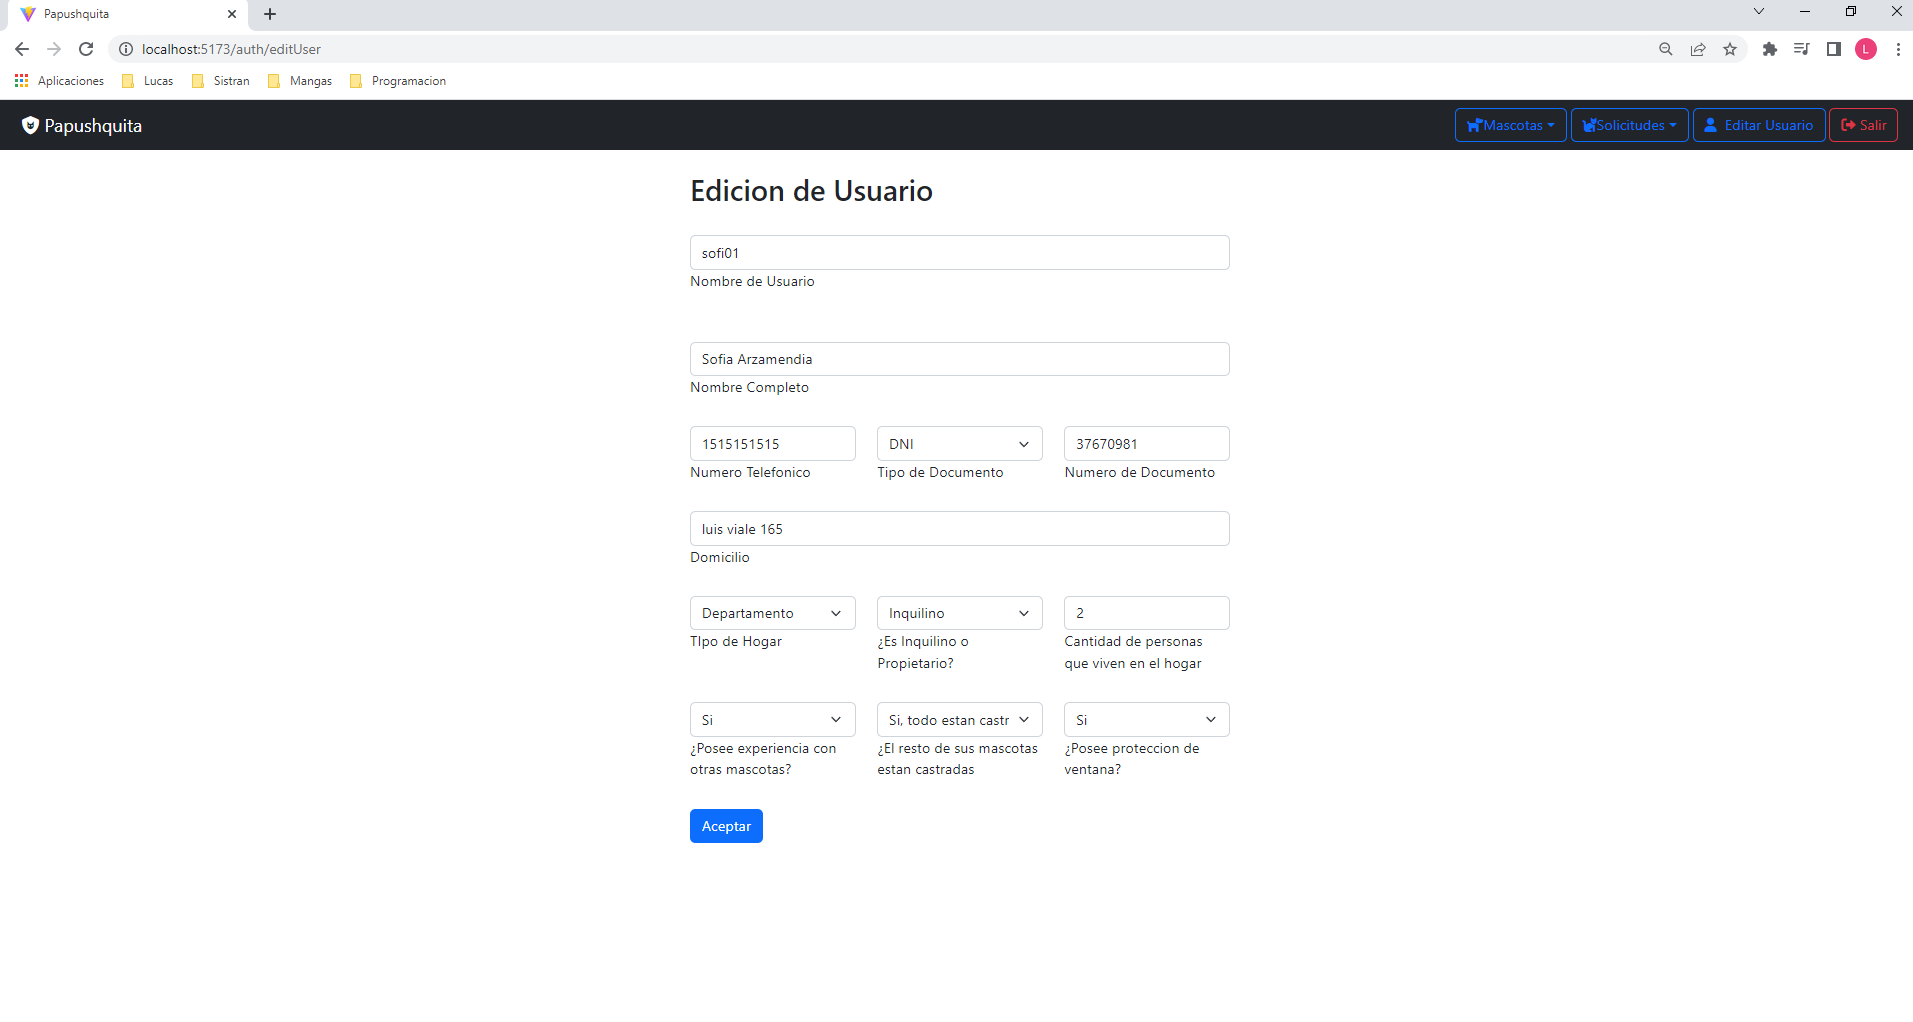 Papushquita
localhost:5173/auth/editUser
L
Aplicaciones Lucas Sistran Mangas Programacion
Papushquita Mascotas Solicitudes Editar Usuario Salir
Edicion de Usuario
sofi01
Nombre de Usuario
Sofia Arzamendia
Nombre Completo
1515151515 DNI 37670981
Numero Telefonico Tipo de Documento Numero de Documento
luis viale 165
Domicilio
Departamento Inquilino 2
TIpo de Hogar ¿Es Inquilino o Cantidad de personas
Propietario? que viven en el hogar
Si Si, todo estan castr Si
¿Posee experiencia con ¿El resto de sus mascotas ¿Posee proteccion de
otras mascotas? estan castradas ventana?
Aceptar